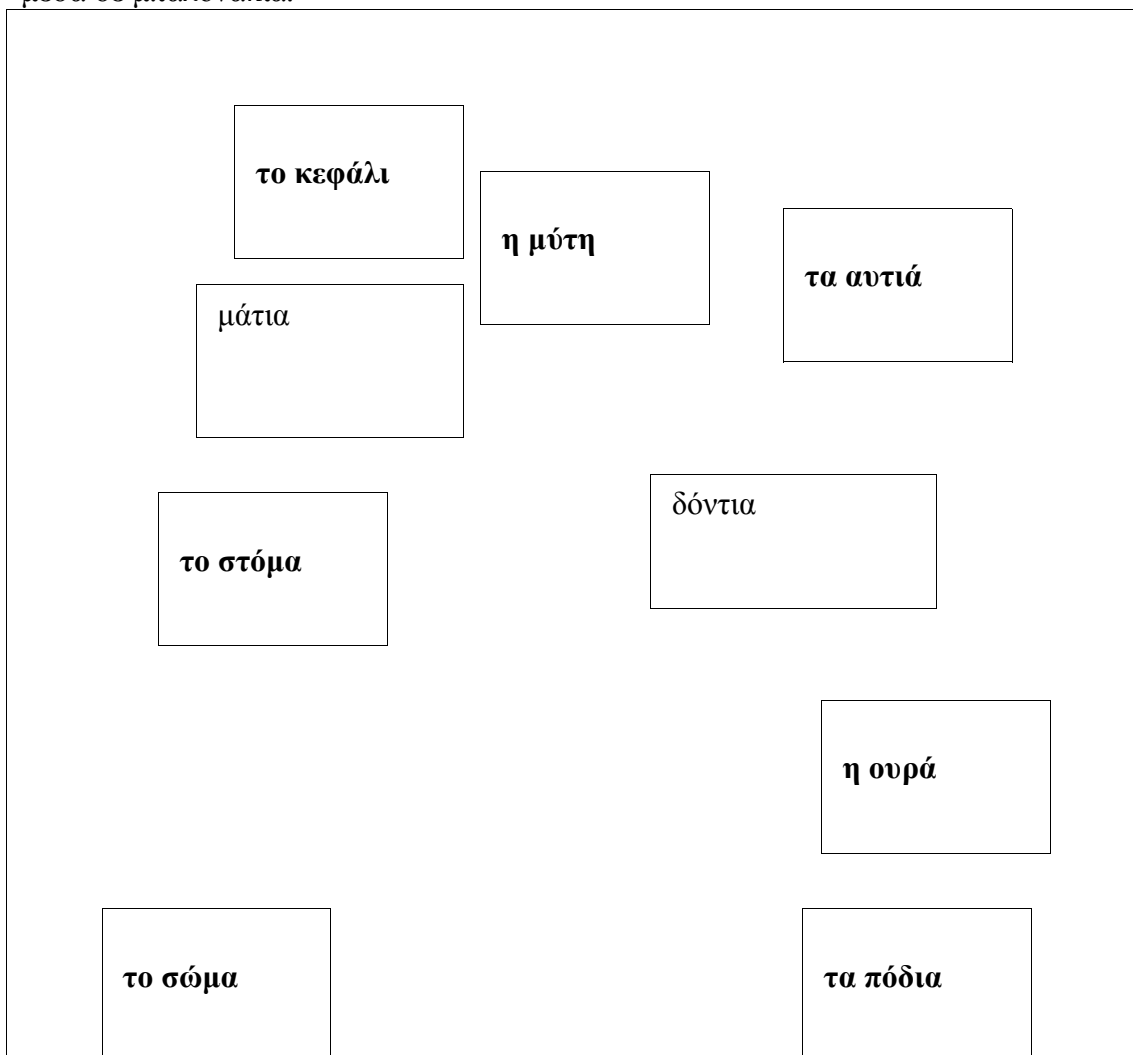 το κεφάλι
η μύτη
τα αυτιά
μάτια
δόντια
το στόμα
η ουρά
το σώμα
τα πόδια